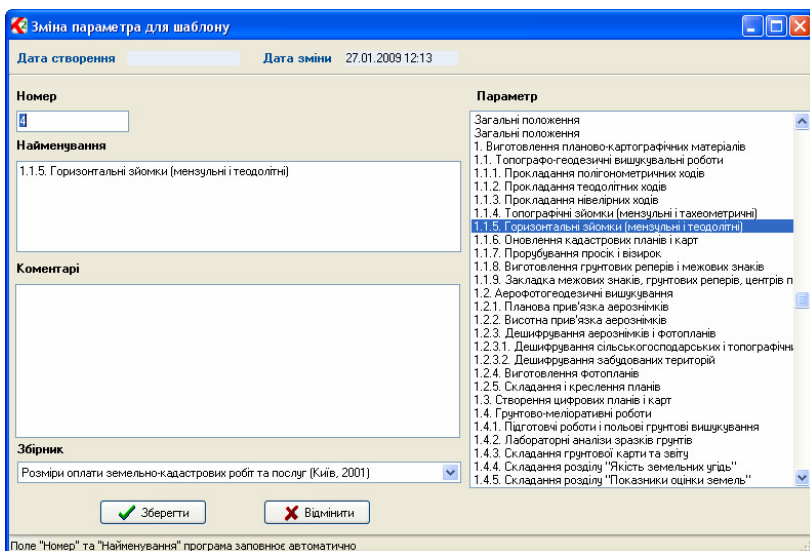 Зміна параметра для шаблону
Дата створення
Дата зміни 27.01.2009 12:13
Номер
4
Найменування
1.1.5. Горизонтальні зйомки (мензульні і теодолітні)
Коментарі
Збірник
Розміри оплати земельно-кадастрових робіт та послуг (Київ, 2001)
Зберегти
Відмінити
Параметр
Загальні положення
Загальні положення
1. Виготовлення планово-картографічних матеріалів
1.1. Топографо-геодезичні вишукувальні роботи
1.1.1. Прокладання полігонометричних ходів
1.1.2. Прокладання теодолітних ходів
1.1.3. Прокладання нівелірних ходів
1.1.4. Топографічні зйомки (мензульні і тахеометричні)
1.1.5. Горизонтальні зйомки (мензульні і теодолітні)
1.1.6. Оновлення кадастрових планів і карт
1.1.7. Прорубування просік і візирок
1.1.8. Виготовлення грунтових реперів і межових знаків
1.1.9. Закладка межових знаків, грунтових реперів, центрів п
1.2. Аерофотогеодезичні вишукування
1.2.1. Планова прив'язка аерознімків
1.2.2. Висотна прив'язка аерознімків
1.2.3. Дешифрування аерознімків і фотопланів
1.2.3.1. Дешифрування сільськогосподарських і топографічни
1.2.3.2. Дешифрування забудованих територій
1.2.4. Виготовлення фотопланів
1.2.5. Складання і креслення планів
1.3. Створення цифрових планів і карт
1.4. Грунтово-меліоративні роботи
1.4.1. Підготовчі роботи і польові грунтові вишукування
1.4.2. Лабораторні аналізи зразків грунтів
1.4.3. Складання грунтової карти та звіту
1.4.4. Складання розділу "Якість земельних угідь"
1.4.5. Складання розділу "Показники оцінки земель"
Поле "Номер" та "Найменування" програма заповнює автоматично